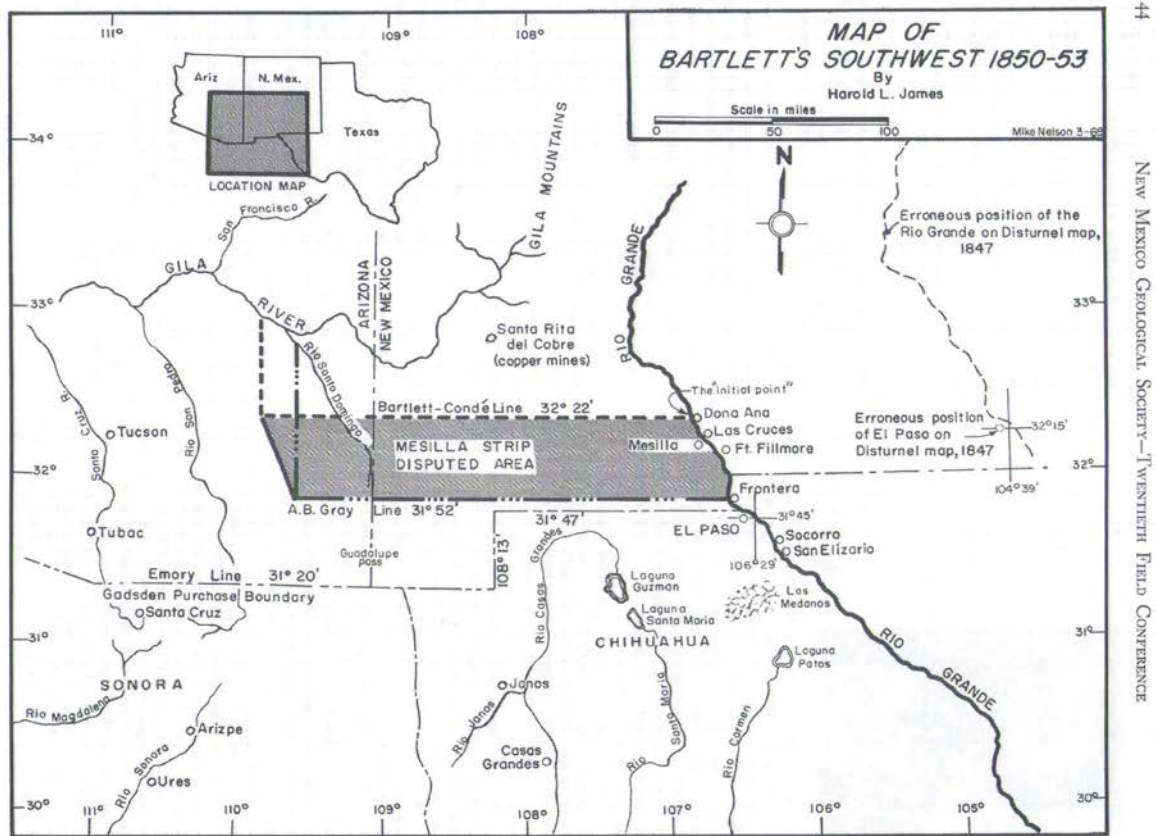 44
NEW MEXICO GEOLOGICAL SOCIETY—TWENTIETH FIELD CONFERENCE
MAP OF
BARTLETT'S SOUTHWEST 1850-53
By
Harold L. James
Scale in miles
0 50 100
Mike Nelson 3-69
111° 109° 108°
Ariz
N. Mex.
Texas
LOCATION MAP
34°
33°
32°
31°
30°
N
San Francisco R.
GILA MOUNTAINS
GILA RIVER
ARIZONA
NEW MEXICO
RIO GRANDE
Erroneous position of the
Rio Grande on Disturnel map,
1847
33°
Santa Rita
del Cobre
(copper mines)
Rio Santo Domingo
Rio San Pedro
Santa Cruz R.
The "initial point"
Bartlett-Condé Line 32° 22'
Dona Ana
Las Cruces
Mesilla
Ft. Fillmore
Erroneous position
of El Paso on
Disturnel map, 1847
32° 15'
104° 39'
32°
Tucson
MESILLA STRIP
DISPUTED AREA
A.B. Gray Line 31° 52'
Frontera
31° 47'
31° 45'
EL PASO
106° 29'
Socorro
San Elizario
Tubac
Guadalupe
pass
108° 13'
Emory Line 31° 20'
Gadsden Purchase Boundary
Santa Cruz
Rio Casas Grandes
Laguna
Guzman
Laguna
Santa Maria
Los
Medanos
CHIHUAHUA
Laguna
Patos
RIO GRANDE
31°
SONORA
Rio Magdalena
Arizpe
Rio Sonora
Ures
Janos
Rio Janos
Casas
Grandes
Rio Santa Maria
Rio Carmen
30°
111° 110° 109° 108° 107° 106° 105°